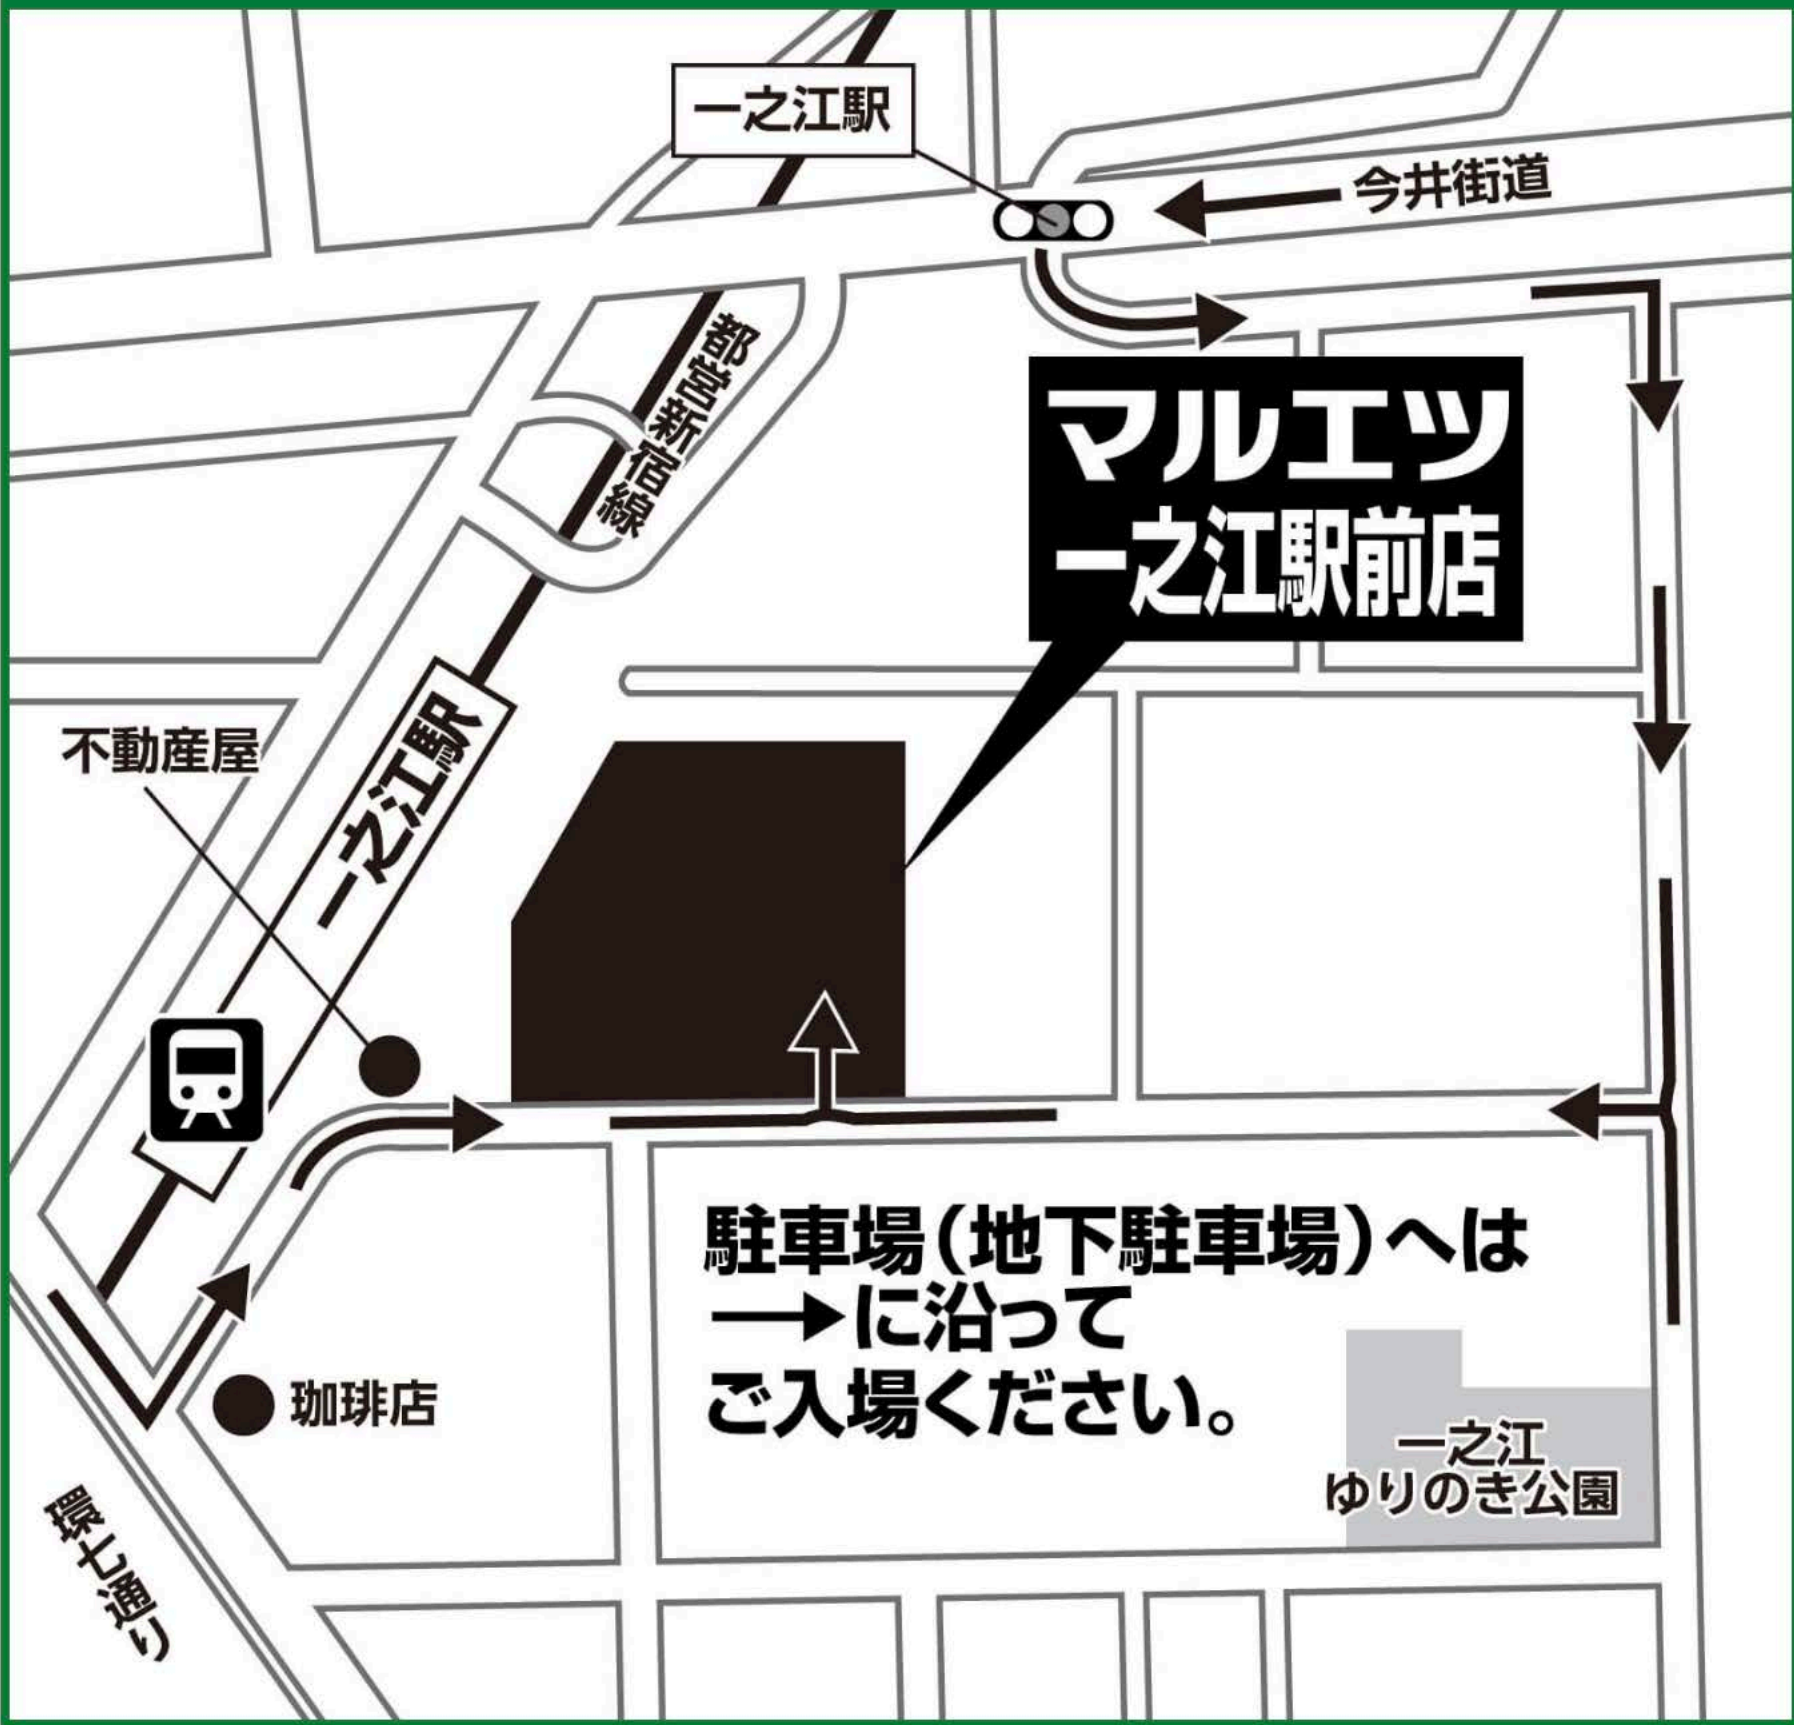 一之江駅
今井街道
都営新宿線
マルエツ
一之江駅前店
一之江駅
不動産屋
駐車場(地下駐車場)へは
→に沿って
ご入場ください。
珈琲店
一之江
ゆりのき公園
環七通り